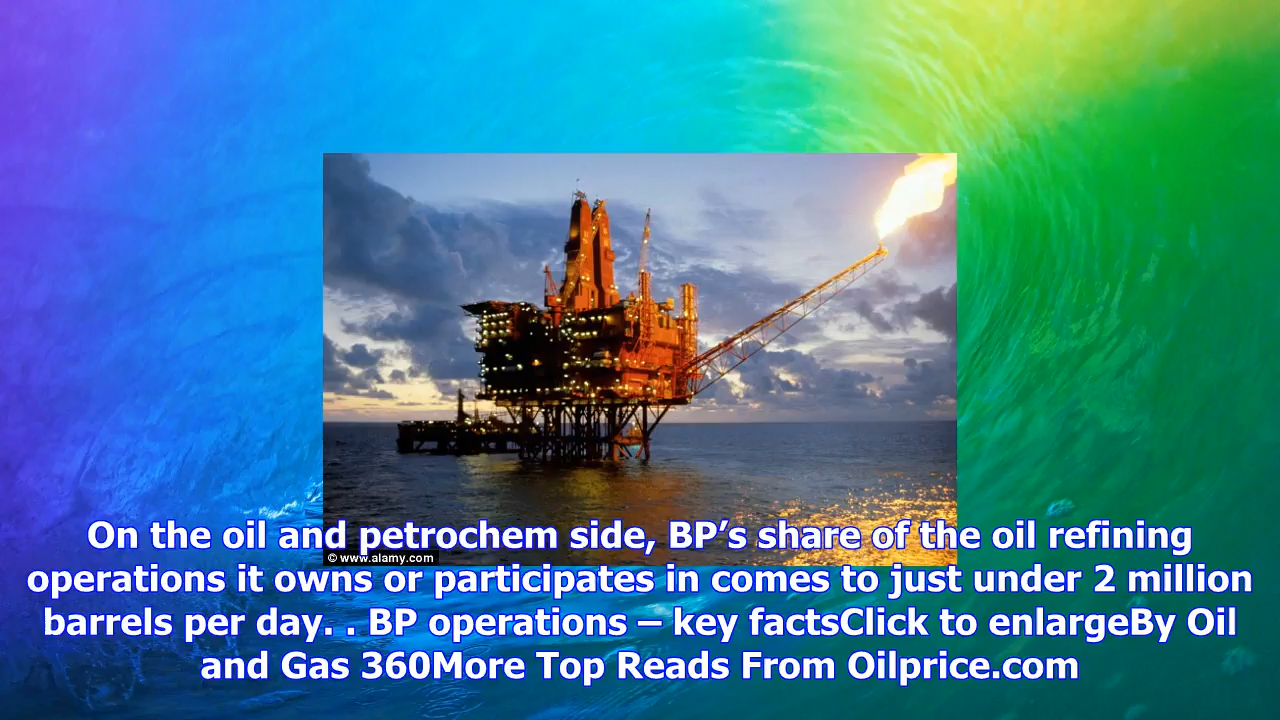 On the oil and petrochem side, BP’s share of the oil refining
© www.alamy.com
operations it owns or participates in comes to just under 2 million
barrels per day. . BP operations – key factsClick to enlargeBy Oil
and Gas 360More Top Reads From Oilprice.com